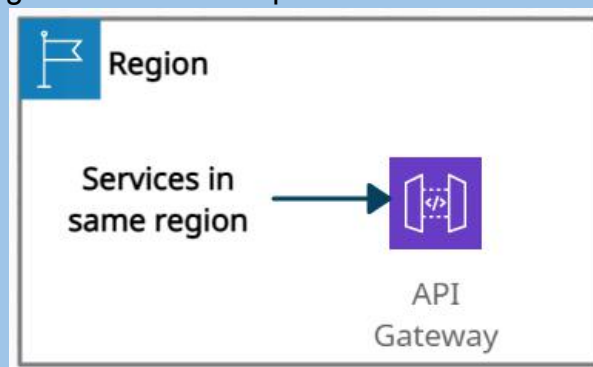 Region
Services in
same region
</>
API
Gateway